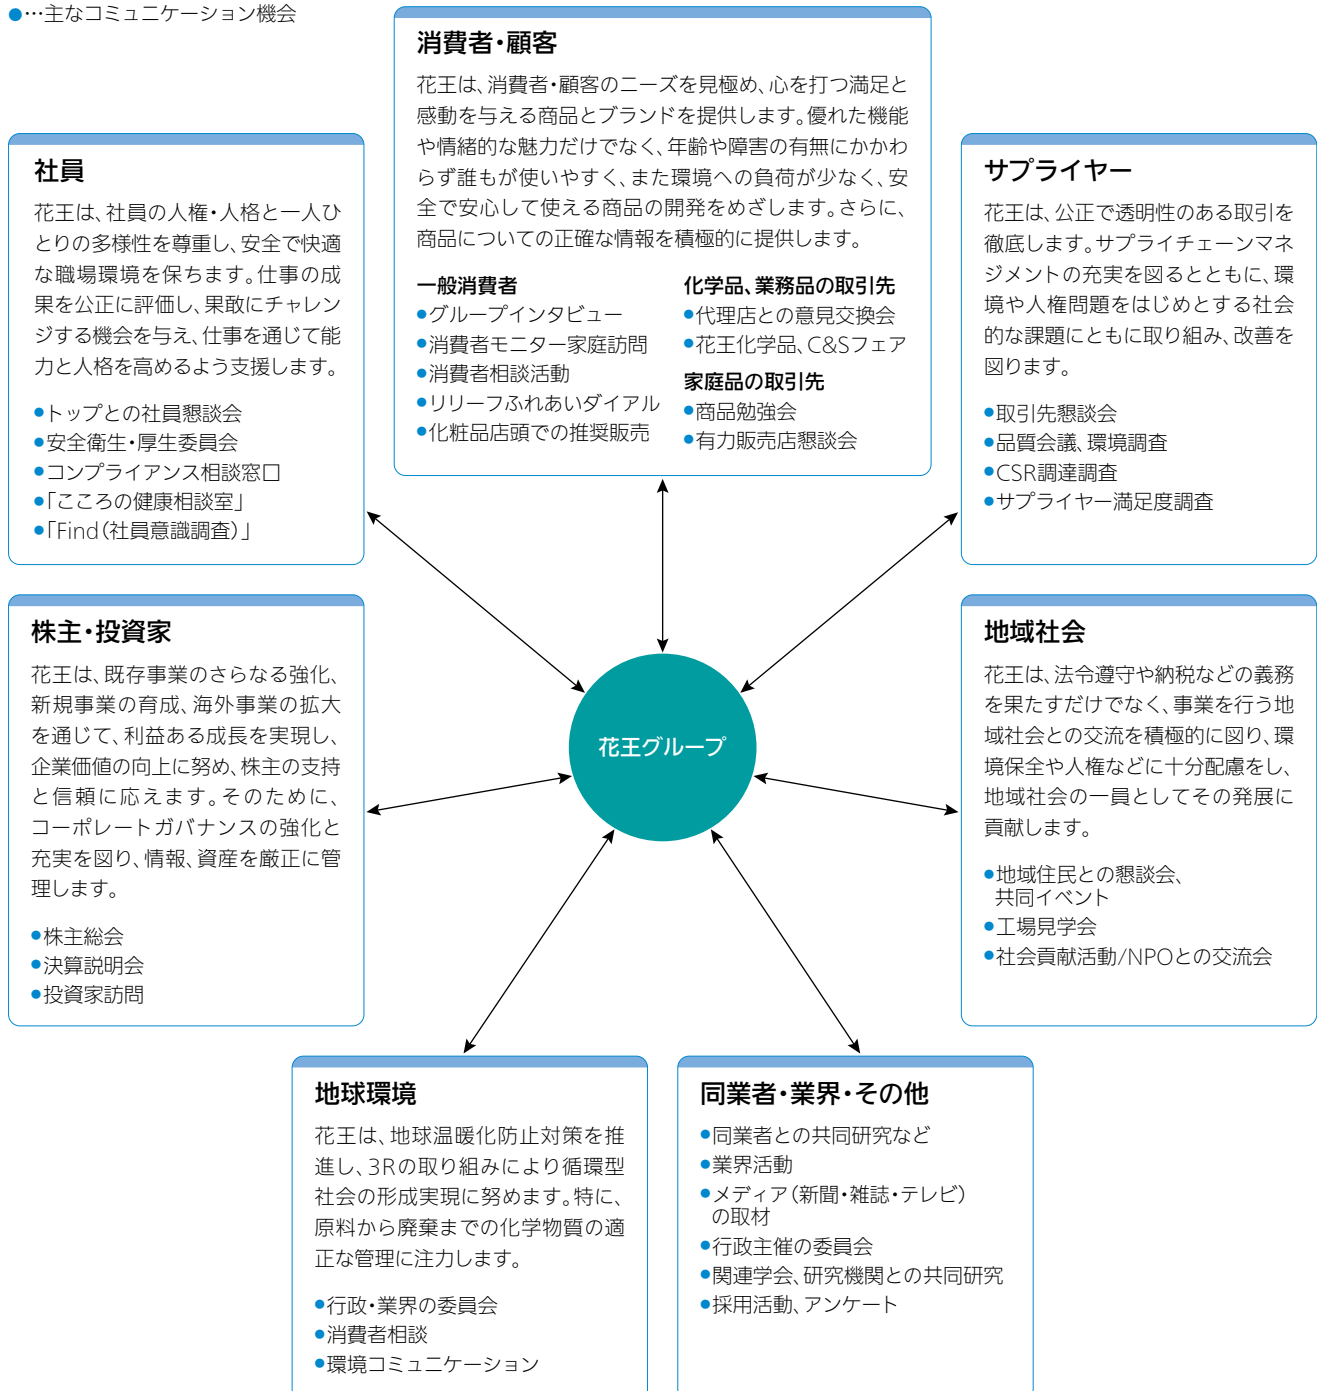 ●…主なコミュニケーション機会
消費者・顧客
花王は、消費者・顧客のニーズを見極め、心を打つ満足と
感動を与える商品とブランドを提供します。優れた機能
や情緒的な魅力だけでなく、年齢や障害の有無にかかわ
らず誰もが使いやすく、また環境への負荷が少なく、安
全で安心して使える商品の開発をめざします。さらに、
商品についての正確な情報を積極的に提供します。
一般消費者
●グループインタビュー
●消費者モニター家庭訪問
●消費者相談活動
●リリーフふれあいダイアル
●化粧品店頭での推奨販売
化学品、業務品の取引先
●代理店との意見交換会
●花王化学品、C&Sフェア
家庭品の取引先
●商品勉強会
●有力販売店懇談会
社員
花王は、社員の人権・人格と一人ひ
とりの多様性を尊重し、安全で快適
な職場環境を保ちます。仕事の成
果を公正に評価し、果敢にチャレン
ジする機会を与え、仕事を通じて能
力と人格を高めるよう支援します。
●トップとの社員懇談会
●安全衛生・厚生委員会
●コンプライアンス相談窓口
●「こころの健康相談室」
●「Find（社員意識調査）」
サプライヤー
花王は、公正で透明性のある取引を
徹底します。サプライチェーンマネ
ジメントの充実を図るとともに、環
境や人権問題をはじめとする社会
的な課題にともに取り組み、改善を
図ります。
●取引先懇談会
●品質会議、環境調査
●CSR調達調査
●サプライヤー満足度調査
株主・投資家
花王は、既存事業のさらなる強化、
新規事業の育成、海外事業の拡大
を通じて、利益ある成長を実現し、
企業価値の向上に努め、株主の支持
と信頼に応えます。そのために、
コーポレートガバナンスの強化と
充実を図り、情報、資産を厳正に管
理します。
●株主総会
●決算説明会
●投資家訪問
花王グループ
地域社会
花王は、法令遵守や納税などの義務
を果たすだけでなく、事業を行う地
域社会との交流を積極的に図り、環
境保全や人権などに十分配慮をし、
地域社会の一員としてその発展に
貢献します。
●地域住民との懇談会、
共同イベント
●工場見学会
●社会貢献活動/NPOとの交流会
地球環境
花王は、地球温暖化防止対策を推
進し、3Rの取り組みにより循環型
社会の形成実現に努めます。特に、
原料から廃棄までの化学物質の適
正な管理に注力します。
●行政・業界の委員会
●消費者相談
●環境コミュニケーション
同業者・業界・その他
●同業者との共同研究など
●業界活動
●メディア（新聞・雑誌・テレビ）
の取材
●行政主催の委員会
●関連学会、研究機関との共同研究
●採用活動、アンケート